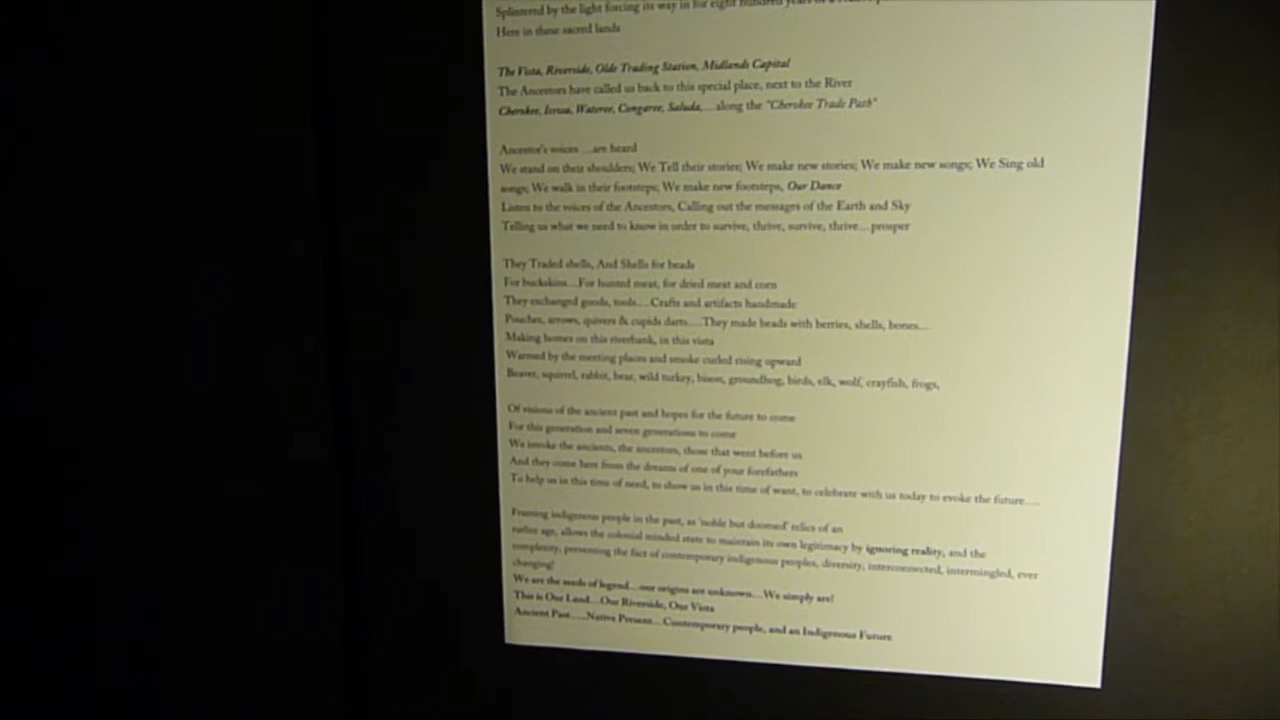 Splintered by the light forcing its way in for eight hundred years of a
Here in these sacred lands
The Vista, Riverside, Olde Trading Station, Midlands Capital
The Ancestors have called us back to this special place, next to the River
Cherokee, Issua, Wateree, Congaree, Saluda,....along the "Cherokee Trade Path"
Ancestor's voices ...are heard
We stand on their shoulders; We Tell their stories; We make new stories; We make new songs; We Sing old
songs; We walk in their footsteps; We make new footsteps, Our Dance
Listen to the voices of the Ancestors, Calling out the messages of the Earth and Sky
Telling us what we need to know in order to survive, thrive, survive, thrive....prosper
They Traded shells, And Shells for beads
For buckskins....For hunted meat, for dried meat and corn
They exchanged goods, tools.... Crafts and artifacts handmade
Pouches, arrows, quivers & cupids darts.....They made beads with berries, shells, bones....
Making homes on this riverbank, in this vista
Warmed by the meeting places and smoke curled rising upward
Beaver, squirrel, rabbit, bear, wild turkey, bison, groundhog, birds, elk, wolf, crayfish, frogs,
Of visions of the ancient past and hopes for the future to come
For this generation and seven generations to come
We invoke the ancients, the ancestors, those that went before us
And they come here from the dreams of one of your forefathers
To help us in this time of need, to show us in this time of want, to celebrate with us today to evoke the future.....
Framing indigenous people in the past, as 'noble but doomed' relics of an
earlier age, allows the colonial minded state to maintain its own legitimacy by ignoring reality, and the
complexity, preventing the fact of contemporary indigenous peoples, diversity, interconnected, intermingled, ever
changing!
We are the seeds of legend....our origins are unknown....We simply are!
This is Our Land....Our Riverside, Our Vista
Ancient Past......Native Present....Contemporary people, and an Indigenous Future